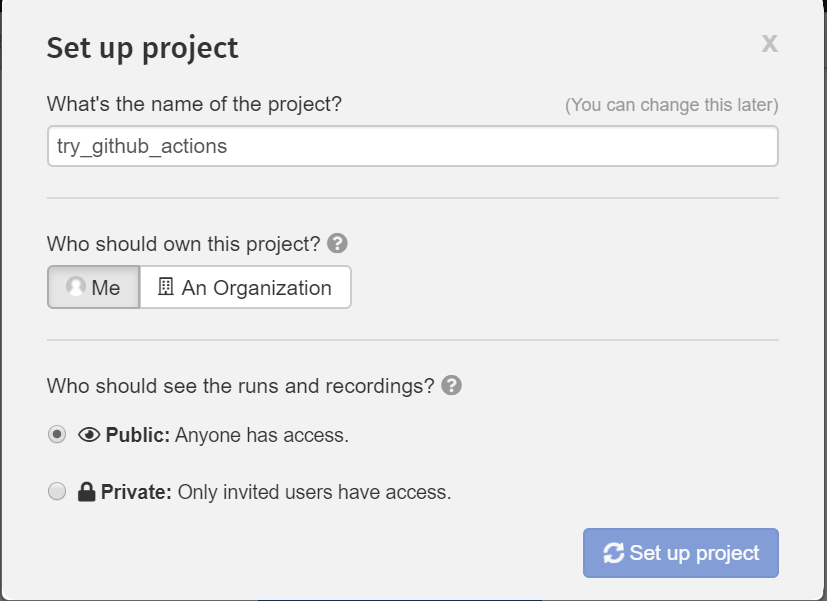 Set up project
X
What's the name of the project? (You can change this later)
try_github_actions
Who should own this project? ?
Me An Organization
Who should see the runs and recordings? ?
Public: Anyone has access.
Private: Only invited users have access.
Set up project